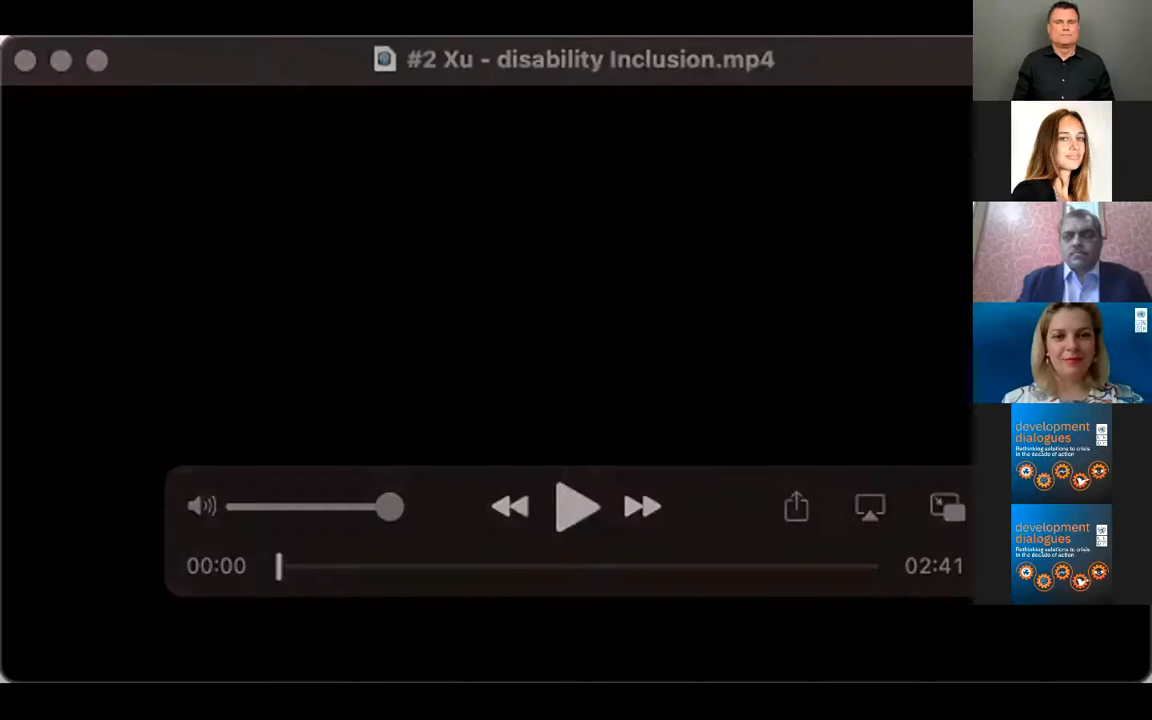 #2 Xu - disability Inclusion.mp4
00:00
02:41
development
dialogues
Rethinking solutions to crisis
in the decade of action
development
dialogues
Rethinking solutions to crisis
in the decade of action